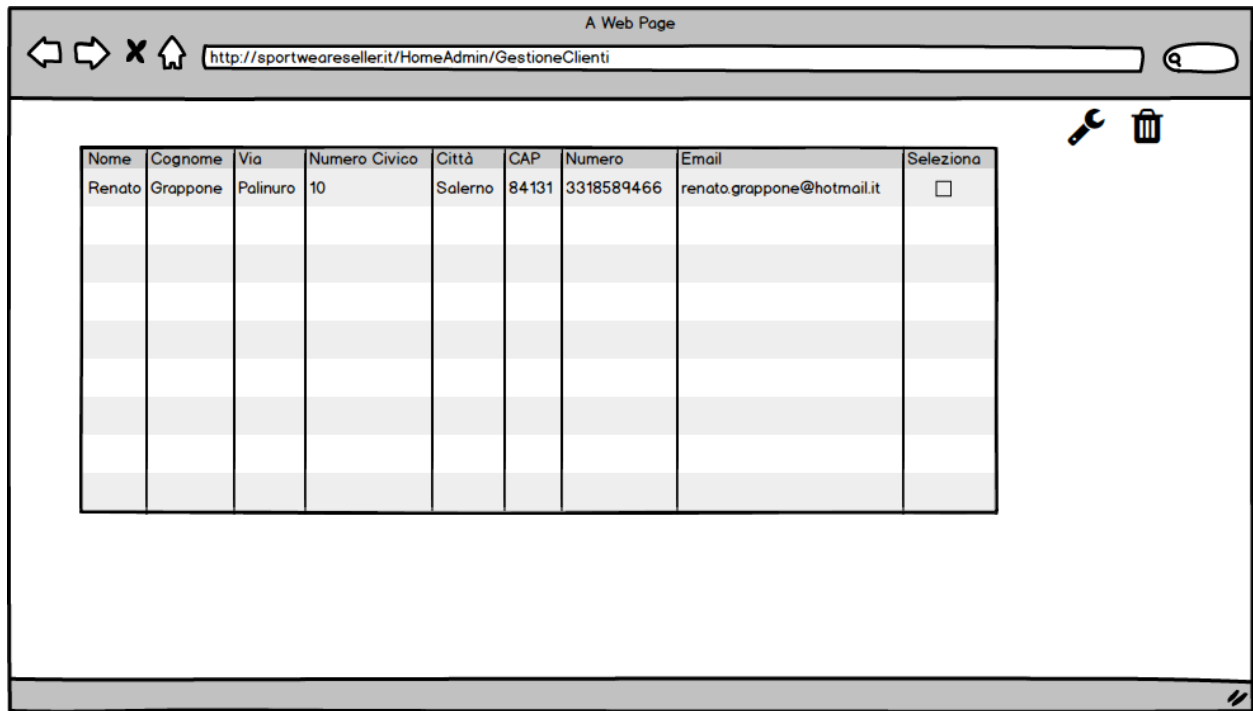 A Web Page
http://sportweareseller.it/HomeAdmin/GestioneClienti
Nome Cognome Via Numero Civico Città CAP Numero Email Seleziona
Renato Grappone Palinuro 10 Salerno 84131 3318589466 renato.grappone@hotmail.it